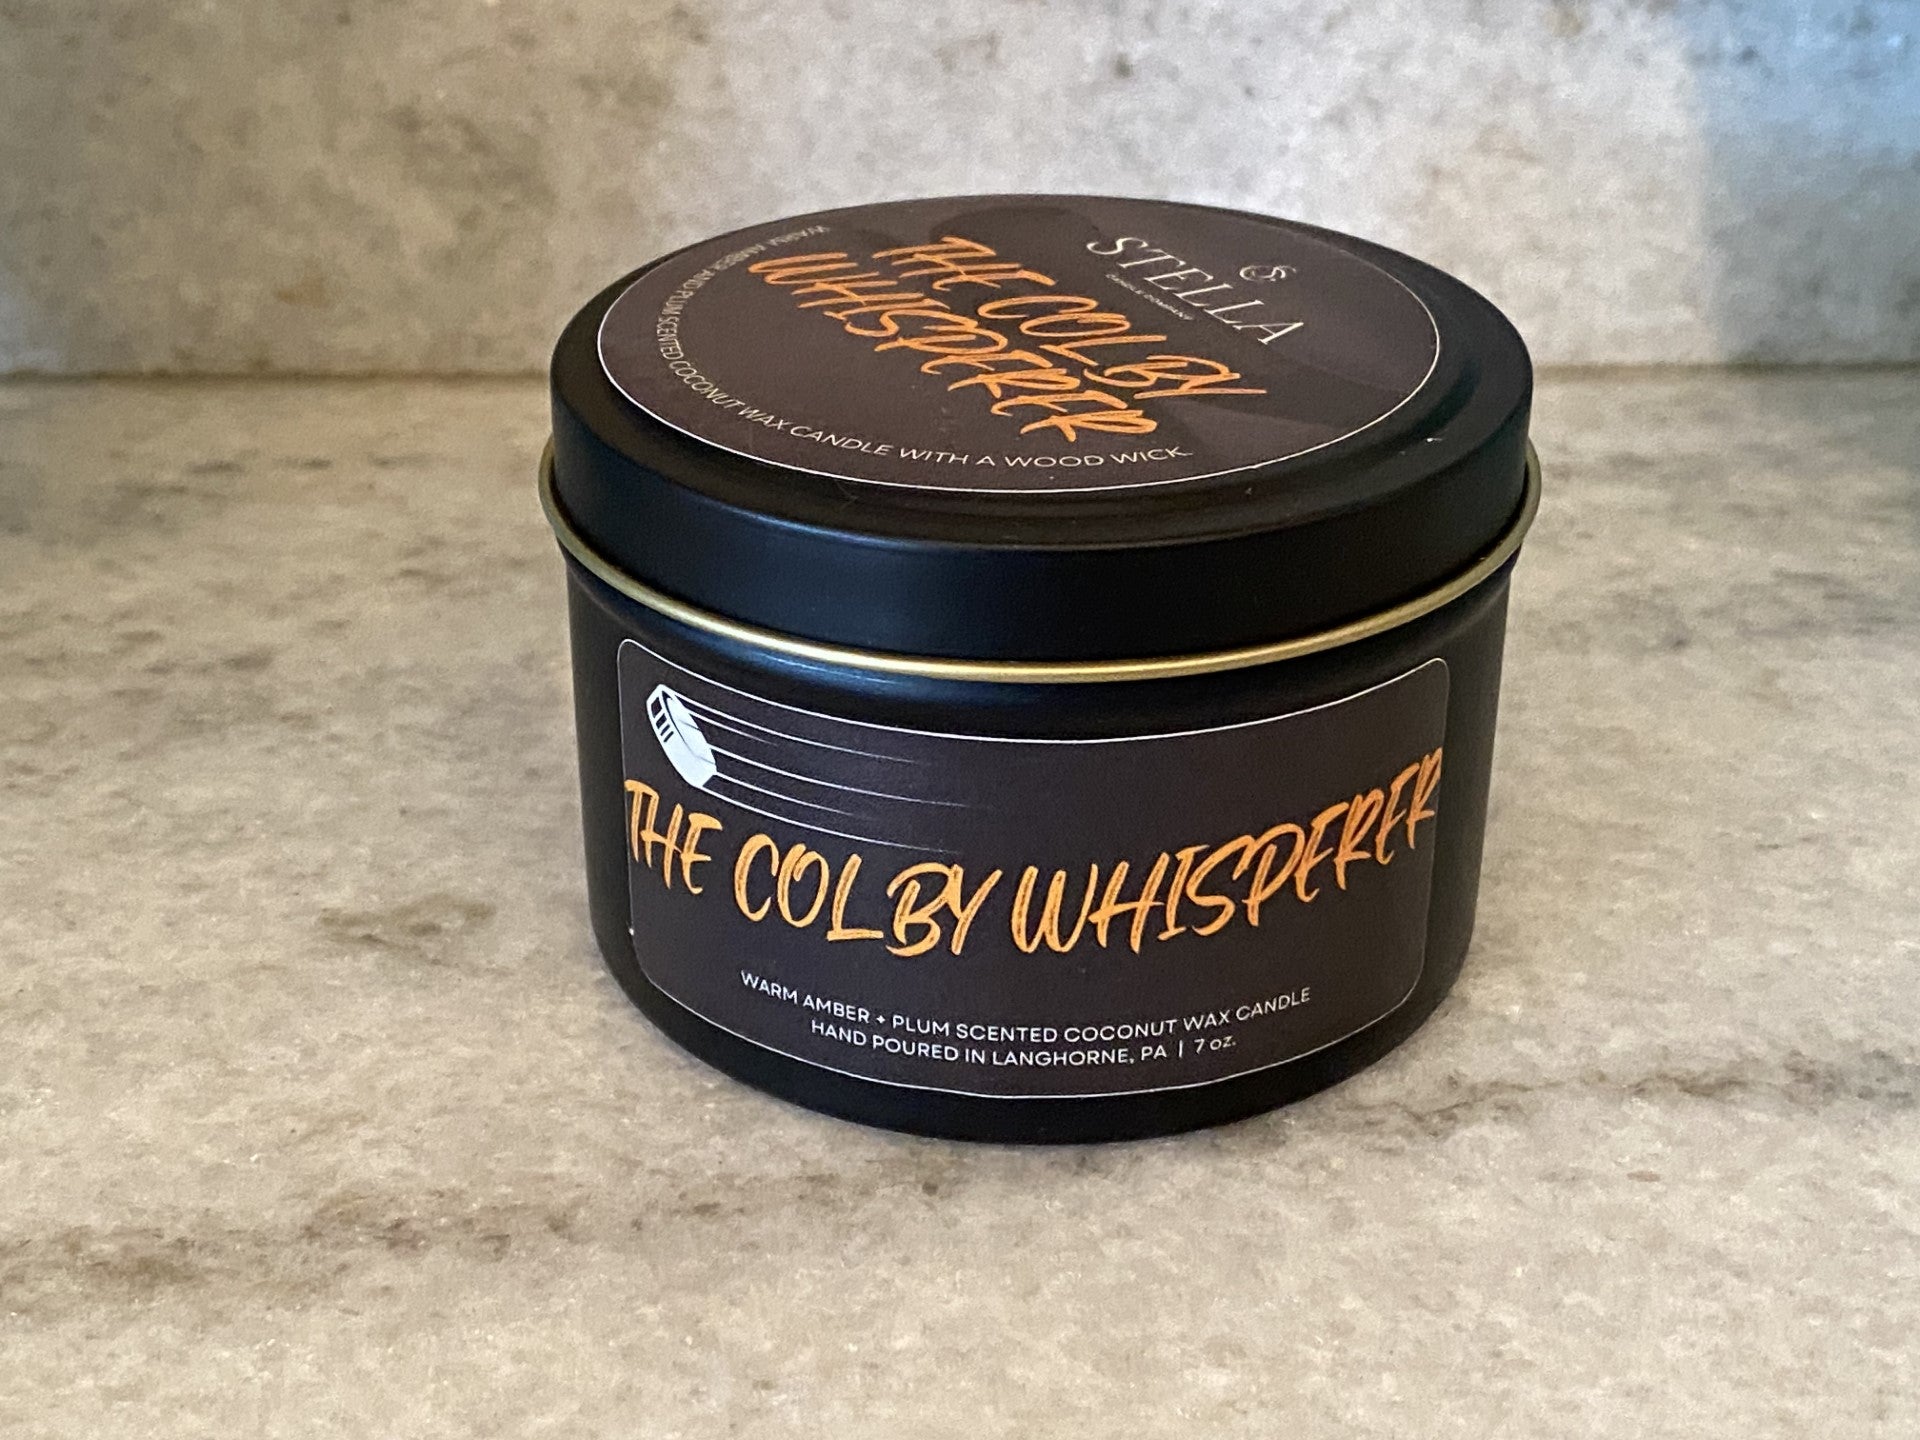 STELLA
CANDLE COMPANY
THE COLBY
WHISPERER
WARM AMBER AND PLUM SCENTED COCONUT WAX CANDLE WITH A WOOD WICK.
THE COLBY WHISPERER
WARM AMBER + PLUM SCENTED COCONUT WAX CANDLE
HAND POURED IN LANGHORNE, PA | 7 oz.